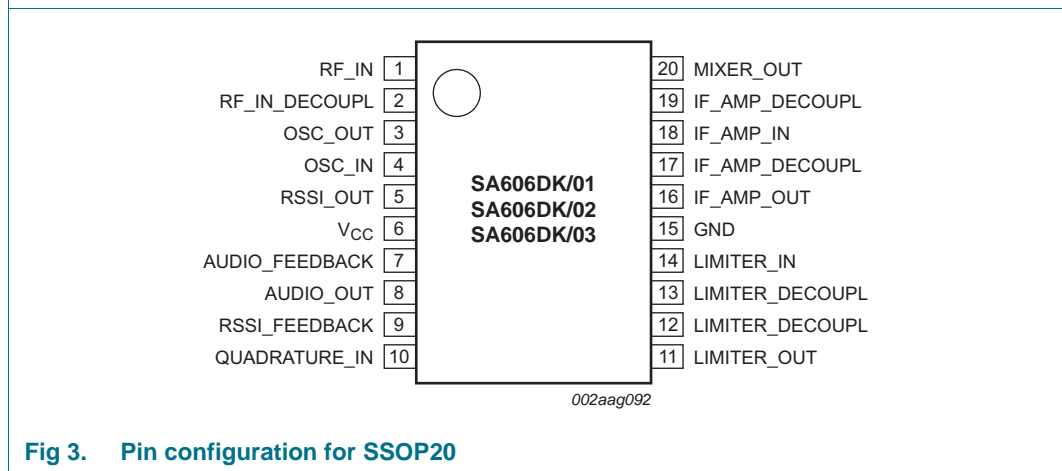 RF_IN 1
RF_IN_DECOUPL 2
OSC_OUT 3
OSC_IN 4
RSSI_OUT 5
VCC 6
AUDIO_FEEDBACK 7
AUDIO_OUT 8
RSSI_FEEDBACK 9
QUADRATURE_IN 10
SA606DK/01
SA606DK/02
SA606DK/03
20 MIXER_OUT
19 IF_AMP_DECOUPL
18 IF_AMP_IN
17 IF_AMP_DECOUPL
16 IF_AMP_OUT
15 GND
14 LIMITER_IN
13 LIMITER_DECOUPL
12 LIMITER_DECOUPL
11 LIMITER_OUT
002aag092
Fig 3. Pin configuration for SSOP20